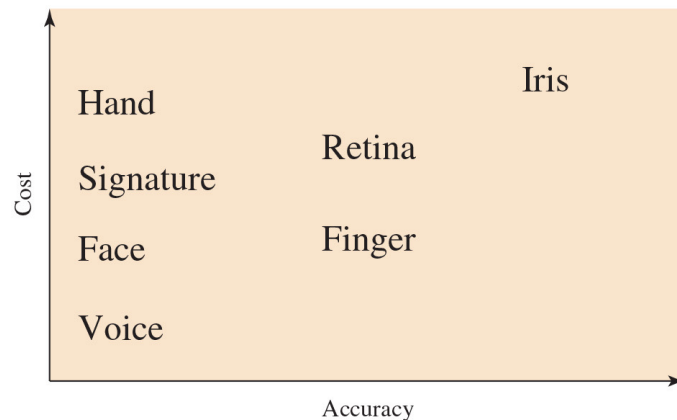 Iris
Hand
Retina
Signature
Finger
Face
Voice
Cost
Accuracy